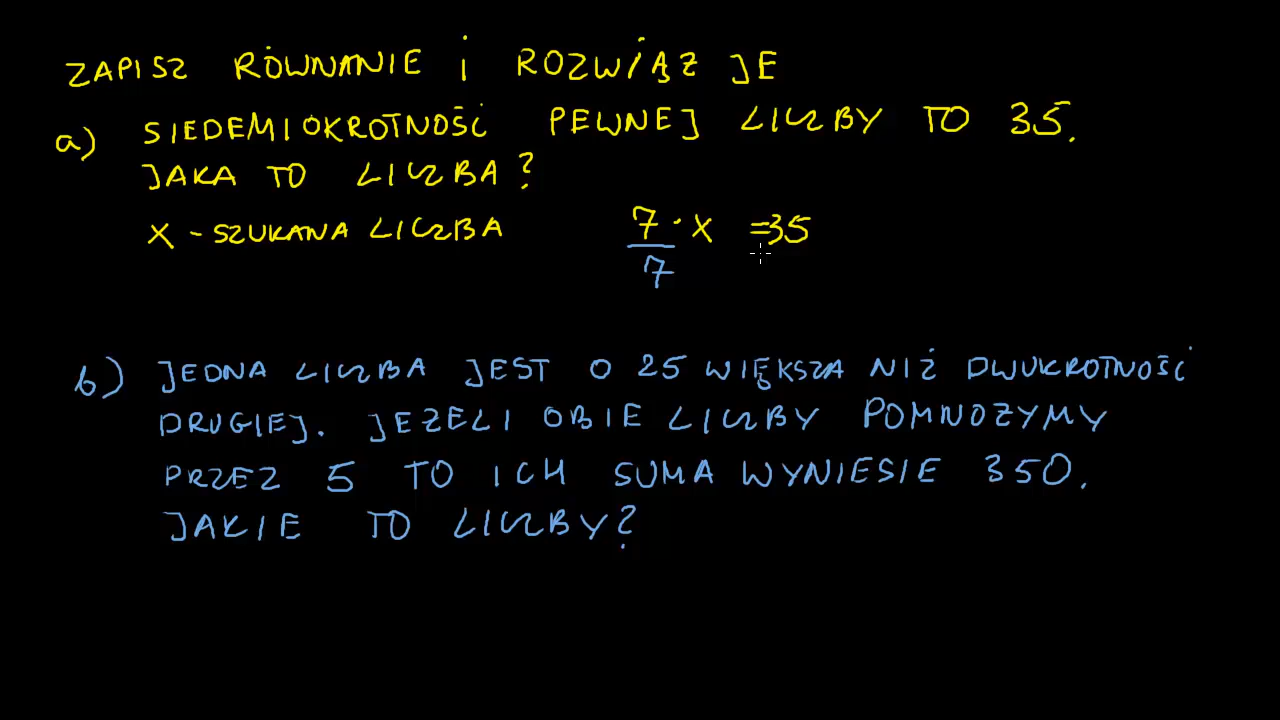 ZAPISZ RÓWNANIE i ROZWIĄŻ JE
a) SIEDEMIOKROTNOŚĆ PEWNEJ LICZBY TO 35.
JAKA TO LICZBA?
X - SZUKANA LICZBA 7 · X = 35
7
b) JEDNA LICZBA JEST O 25 WIĘKSZA NIŻ DWUKROTNOŚĆ
DRUGIEJ. JEŻELI OBIE LICZBY POMNOŻYMY
PRZEZ 5 TO ICH SUMA WYNIESIE 350.
JAKIE TO LICZBY?